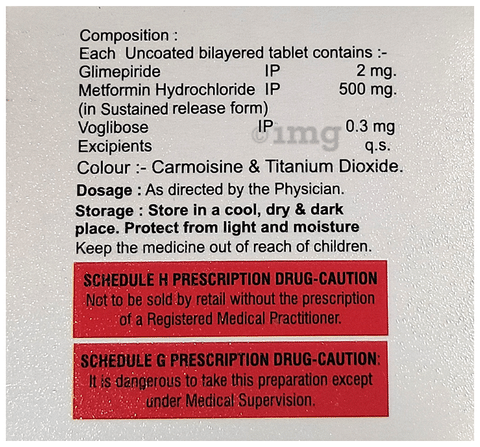 Composition :
Each Uncoated bilayered tablet contains :-
Glimepiride IP 2 mg.
Metformin Hydrochloride IP 500 mg.
(in Sustained release form)
Voglibose IP 0.3 mg
©1mg
Excipients q.s.
Colour :- Carmoisine & Titanium Dioxide.
Dosage : As directed by the Physician.
Storage : Store in a cool, dry & dark
place. Protect from light and moisture
Keep the medicine out of reach of children.
SCHEDULE H PRESCRIPTION DRUG-CAUTION
Not to be sold by retail without the prescription
of a Registered Medical Practitioner.
SCHEDULE G PRESCRIPTION DRUG-CAUTION:
It is dangerous to take this preparation except
under Medical Supervision.